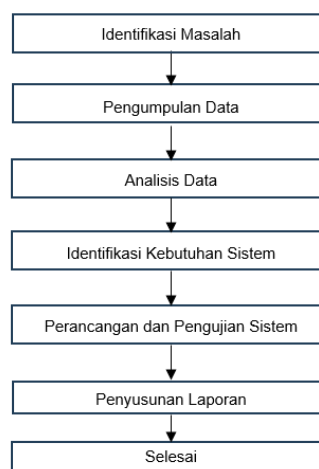 Identifikasi Masalah
Pengumpulan Data
Analisis Data
Identifikasi Kebutuhan Sistem
Perancangan dan Pengujian Sistem
Penyusunan Laporan
Selesai